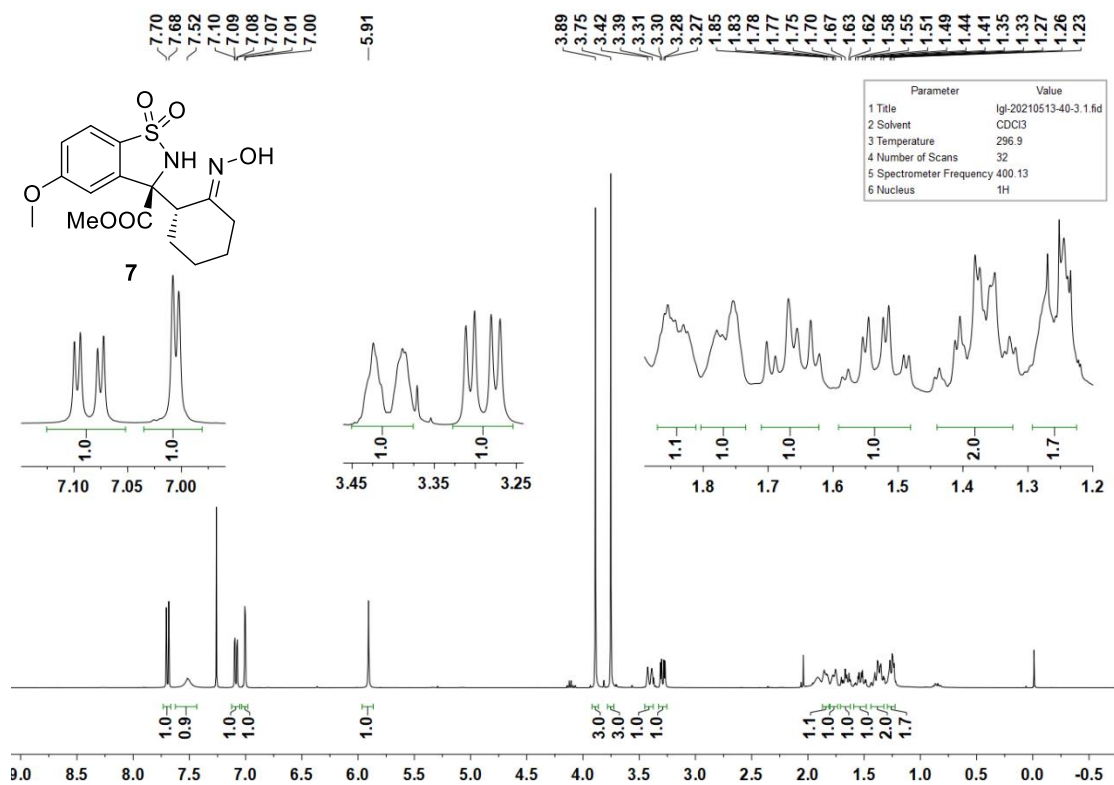 7.70 7.68 7.52 7.10 7.09 7.08 7.07 7.01 7.00 5.91 3.89 3.75 3.42 3.39 3.31 3.30 3.28 3.27 1.85 1.83 1.78 1.77 1.75 1.70 1.67 1.63 1.62 1.58 1.55 1.51 1.49 1.44 1.41 1.35 1.33 1.27 1.26 1.23
Parameter Value
1 Title lgl-20210513-40-3.1.fid
2 Solvent CDCl3
3 Temperature 296.9
4 Number of Scans 32
5 Spectrometer Frequency 400.13
6 Nucleus 1H
O
O
S
NH
N
OH
O
MeOOC
7
1.0 1.0
7.10 7.05 7.00
1.0 1.0
3.45 3.35 3.25
1.1 1.0 1.0 1.0 2.0 1.7
1.8 1.7 1.6 1.5 1.4 1.3 1.2
1.0 0.9 1.0 1.0 1.0 3.0 3.0 1.0 1.0 1.1 1.0 1.0 1.0 2.0 1.7
9.0 8.5 8.0 7.5 7.0 6.5 6.0 5.5 5.0 4.5 4.0 3.5 3.0 2.5 2.0 1.5 1.0 0.5 0.0 -0.5